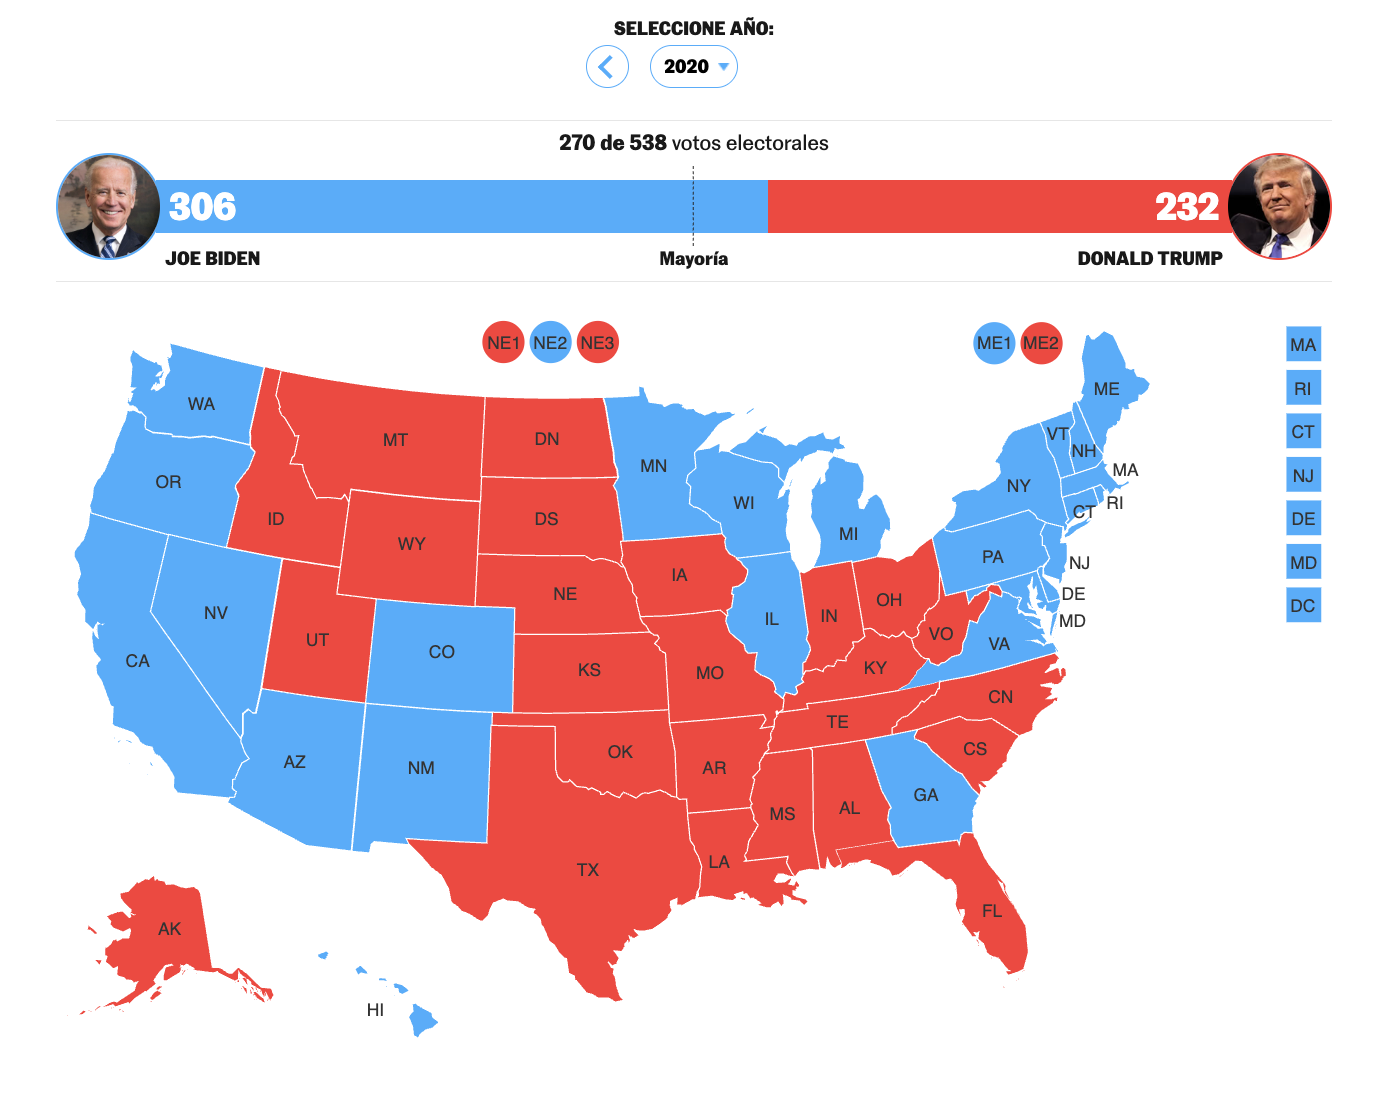 SELECCIONE AÑO:
2020
270 de 538 votos electorales
306
232
JOE BIDEN
Mayoría
DONALD TRUMP
NE1
NE2
NE3
ME1
ME2
MA
RI
CT
NJ
DE
MD
DC
WA
OR
CA
NV
ID
MT
WY
UT
AZ
CO
NM
DN
DS
NE
KS
OK
TX
MN
IA
MO
AR
LA
WI
IL
MI
IN
OH
KY
TE
MS
AL
GA
FL
CS
CN
VO
VA
PA
NY
VT
NH
ME
MA
RI
CT
NJ
DE
MD
AK
HI